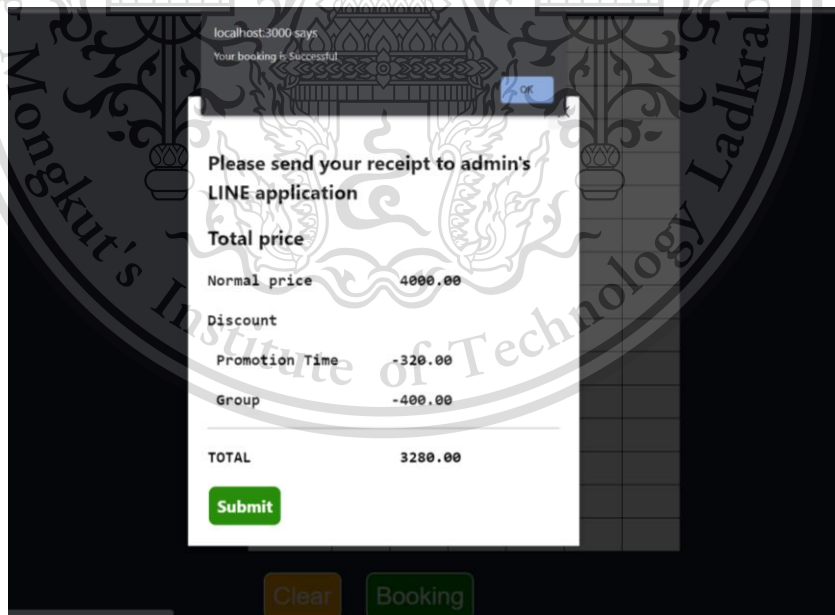 localhost:3000 says
Your booking is Successful
OK
Please send your receipt to admin's
LINE application
Total price
Normal price 4000.00
Discount
Promotion Time -320.00
Group -400.00
TOTAL 3280.00
Submit
Clear Booking
Mongkut's Institute of Technology Ladkrab